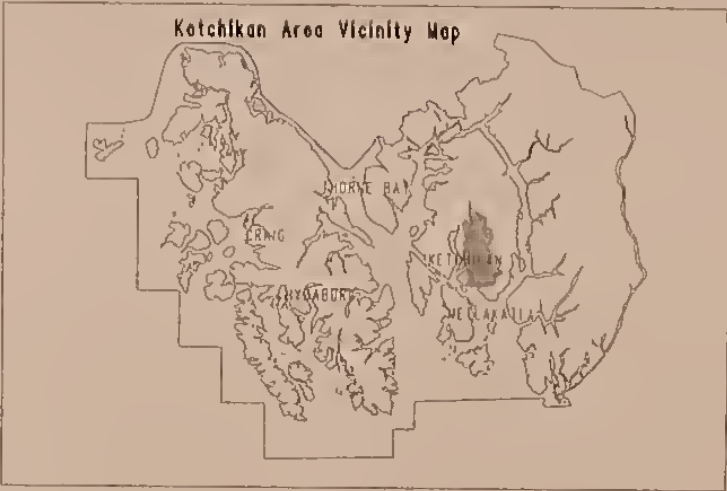 Ketchikan Area Vicinity Map
THORNE BAY
CRAIG
KETCHIKAN
HYDABURG
METLAKATLA